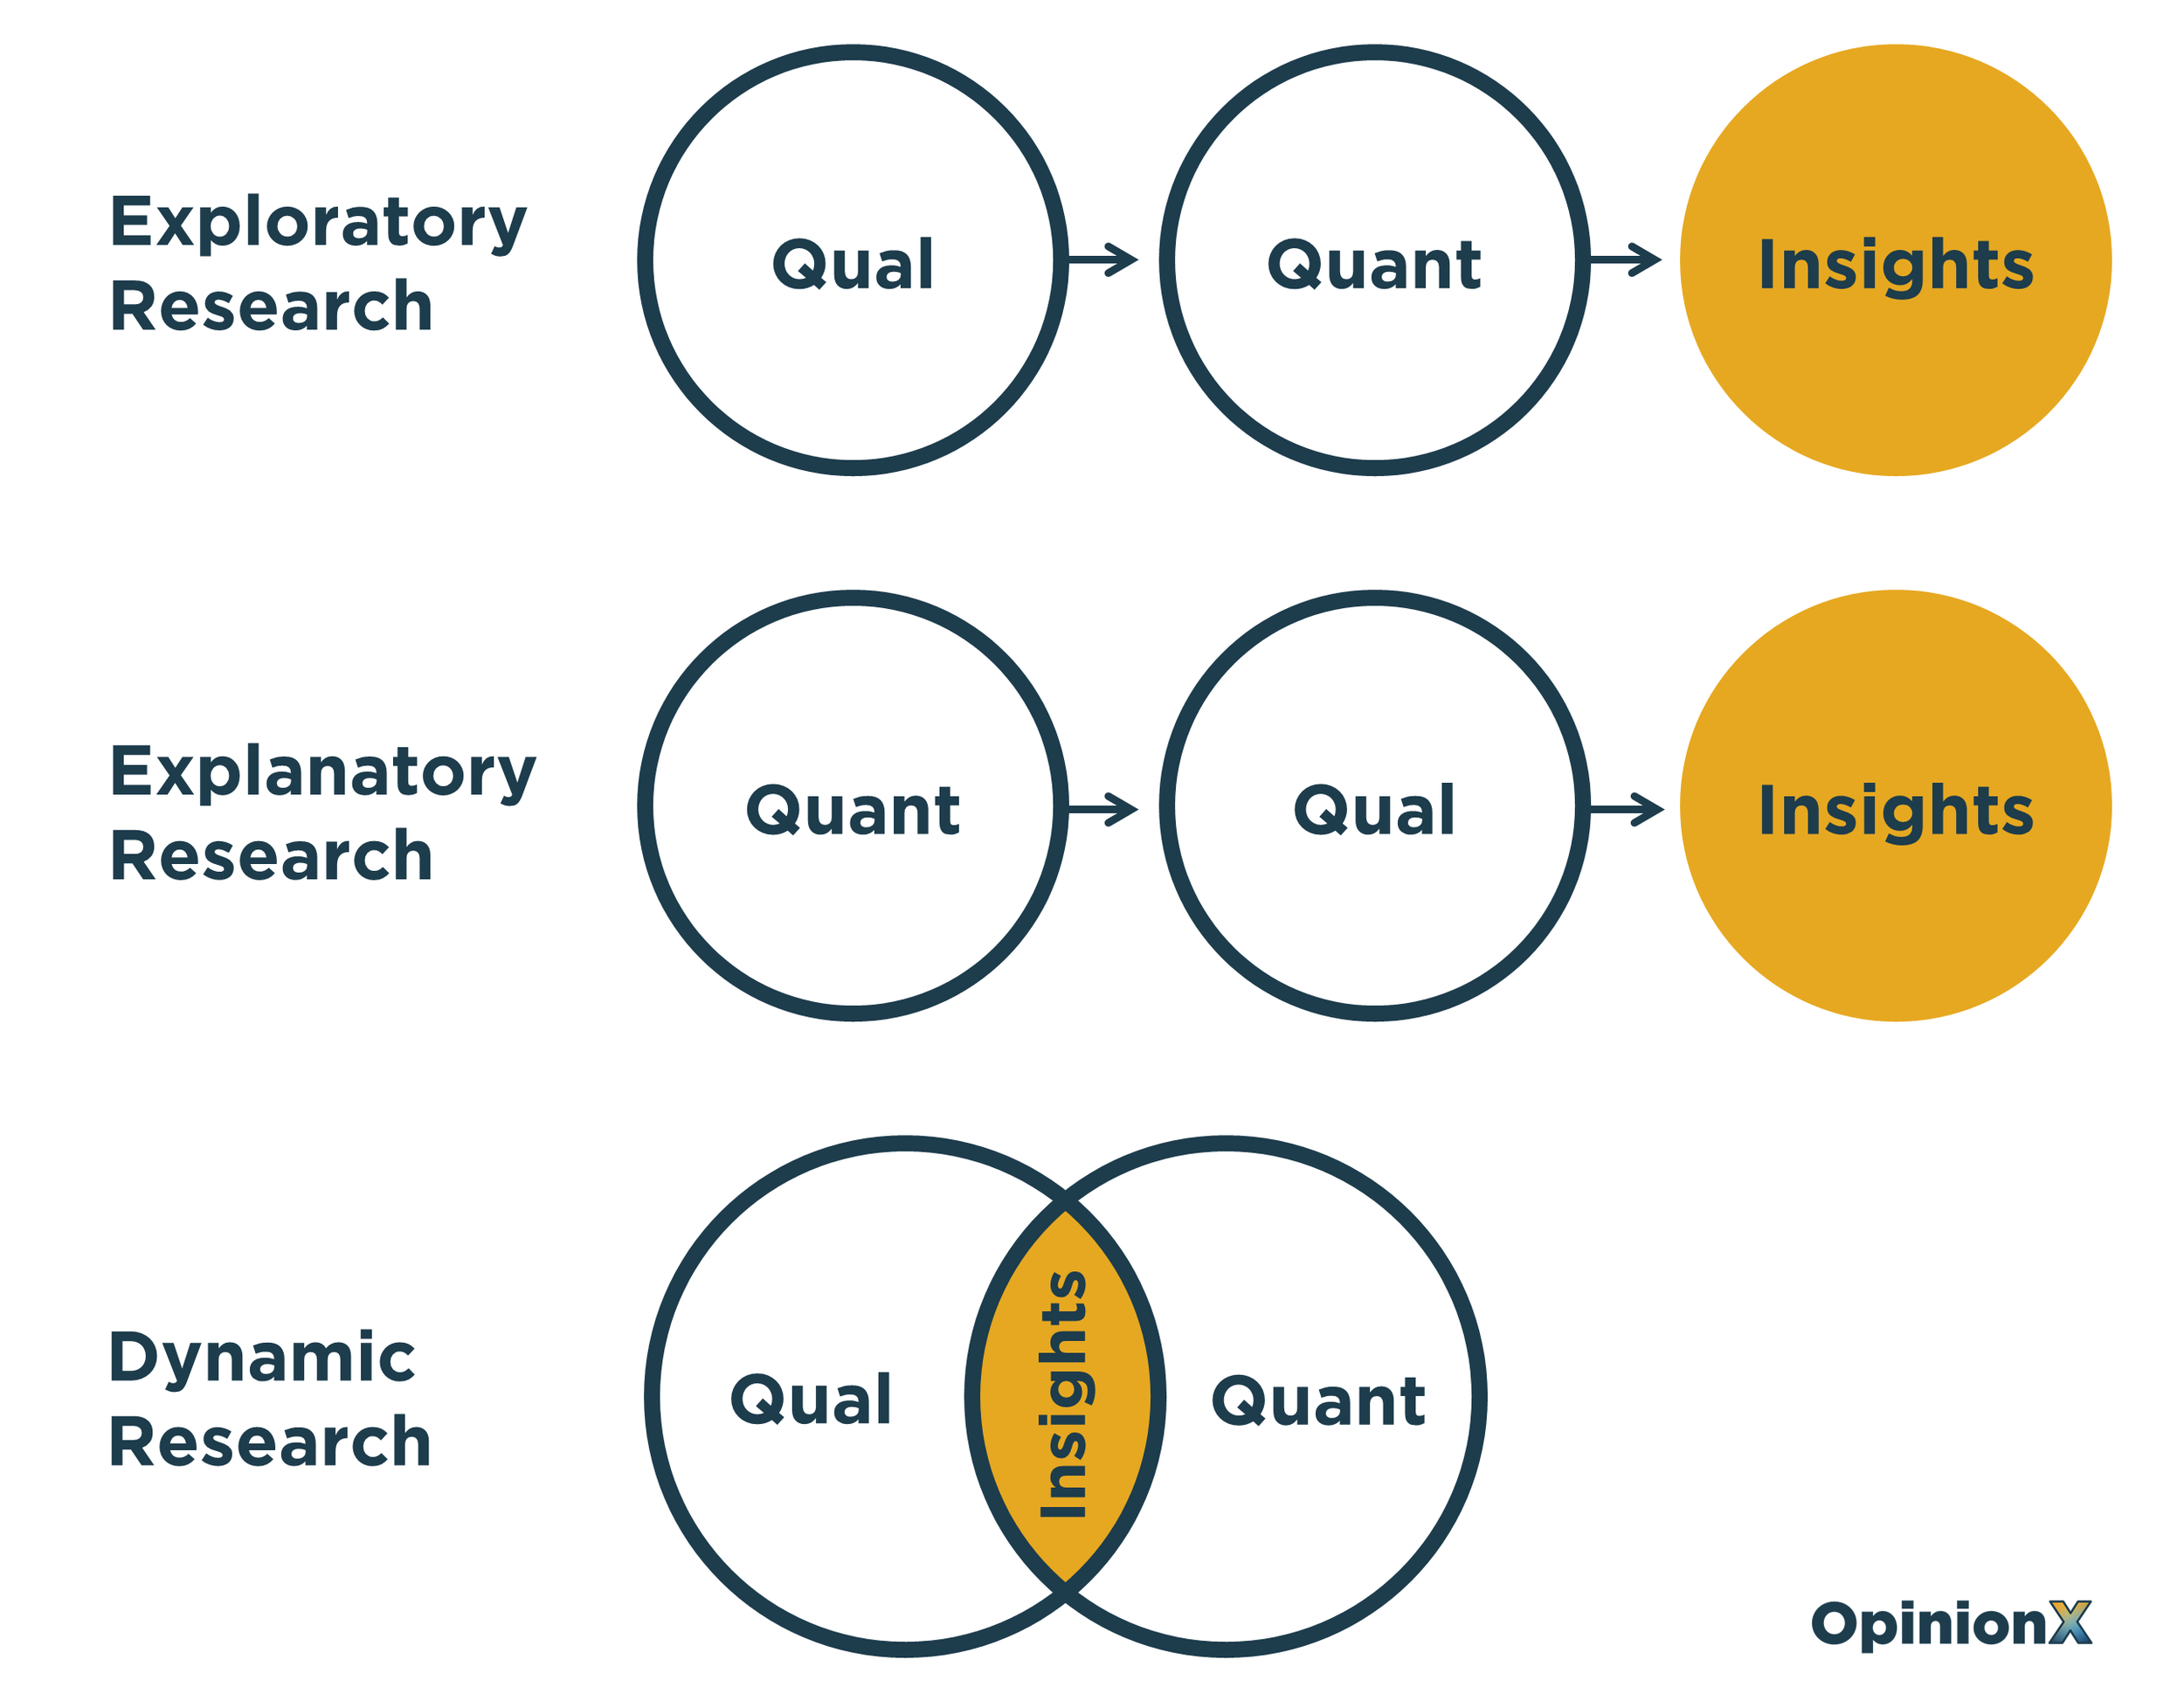 Exploratory
Research
Qual
Quant
Insights
Explanatory
Research
Quant
Qual
Insights
Dynamic
Research
Qual
Insights
Quant
OpinionX